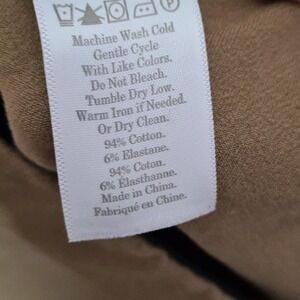 Machine Wash Cold
Gentle Cycle
With Like Colors.
Do Not Bleach.
Tumble Dry Low.
Warm Iron if Needed.
Or Dry Clean.
94% Cotton.
6% Elastane.
94% Coton.
6% Elasthanne.
Made in China.
Fabriqué en Chine.